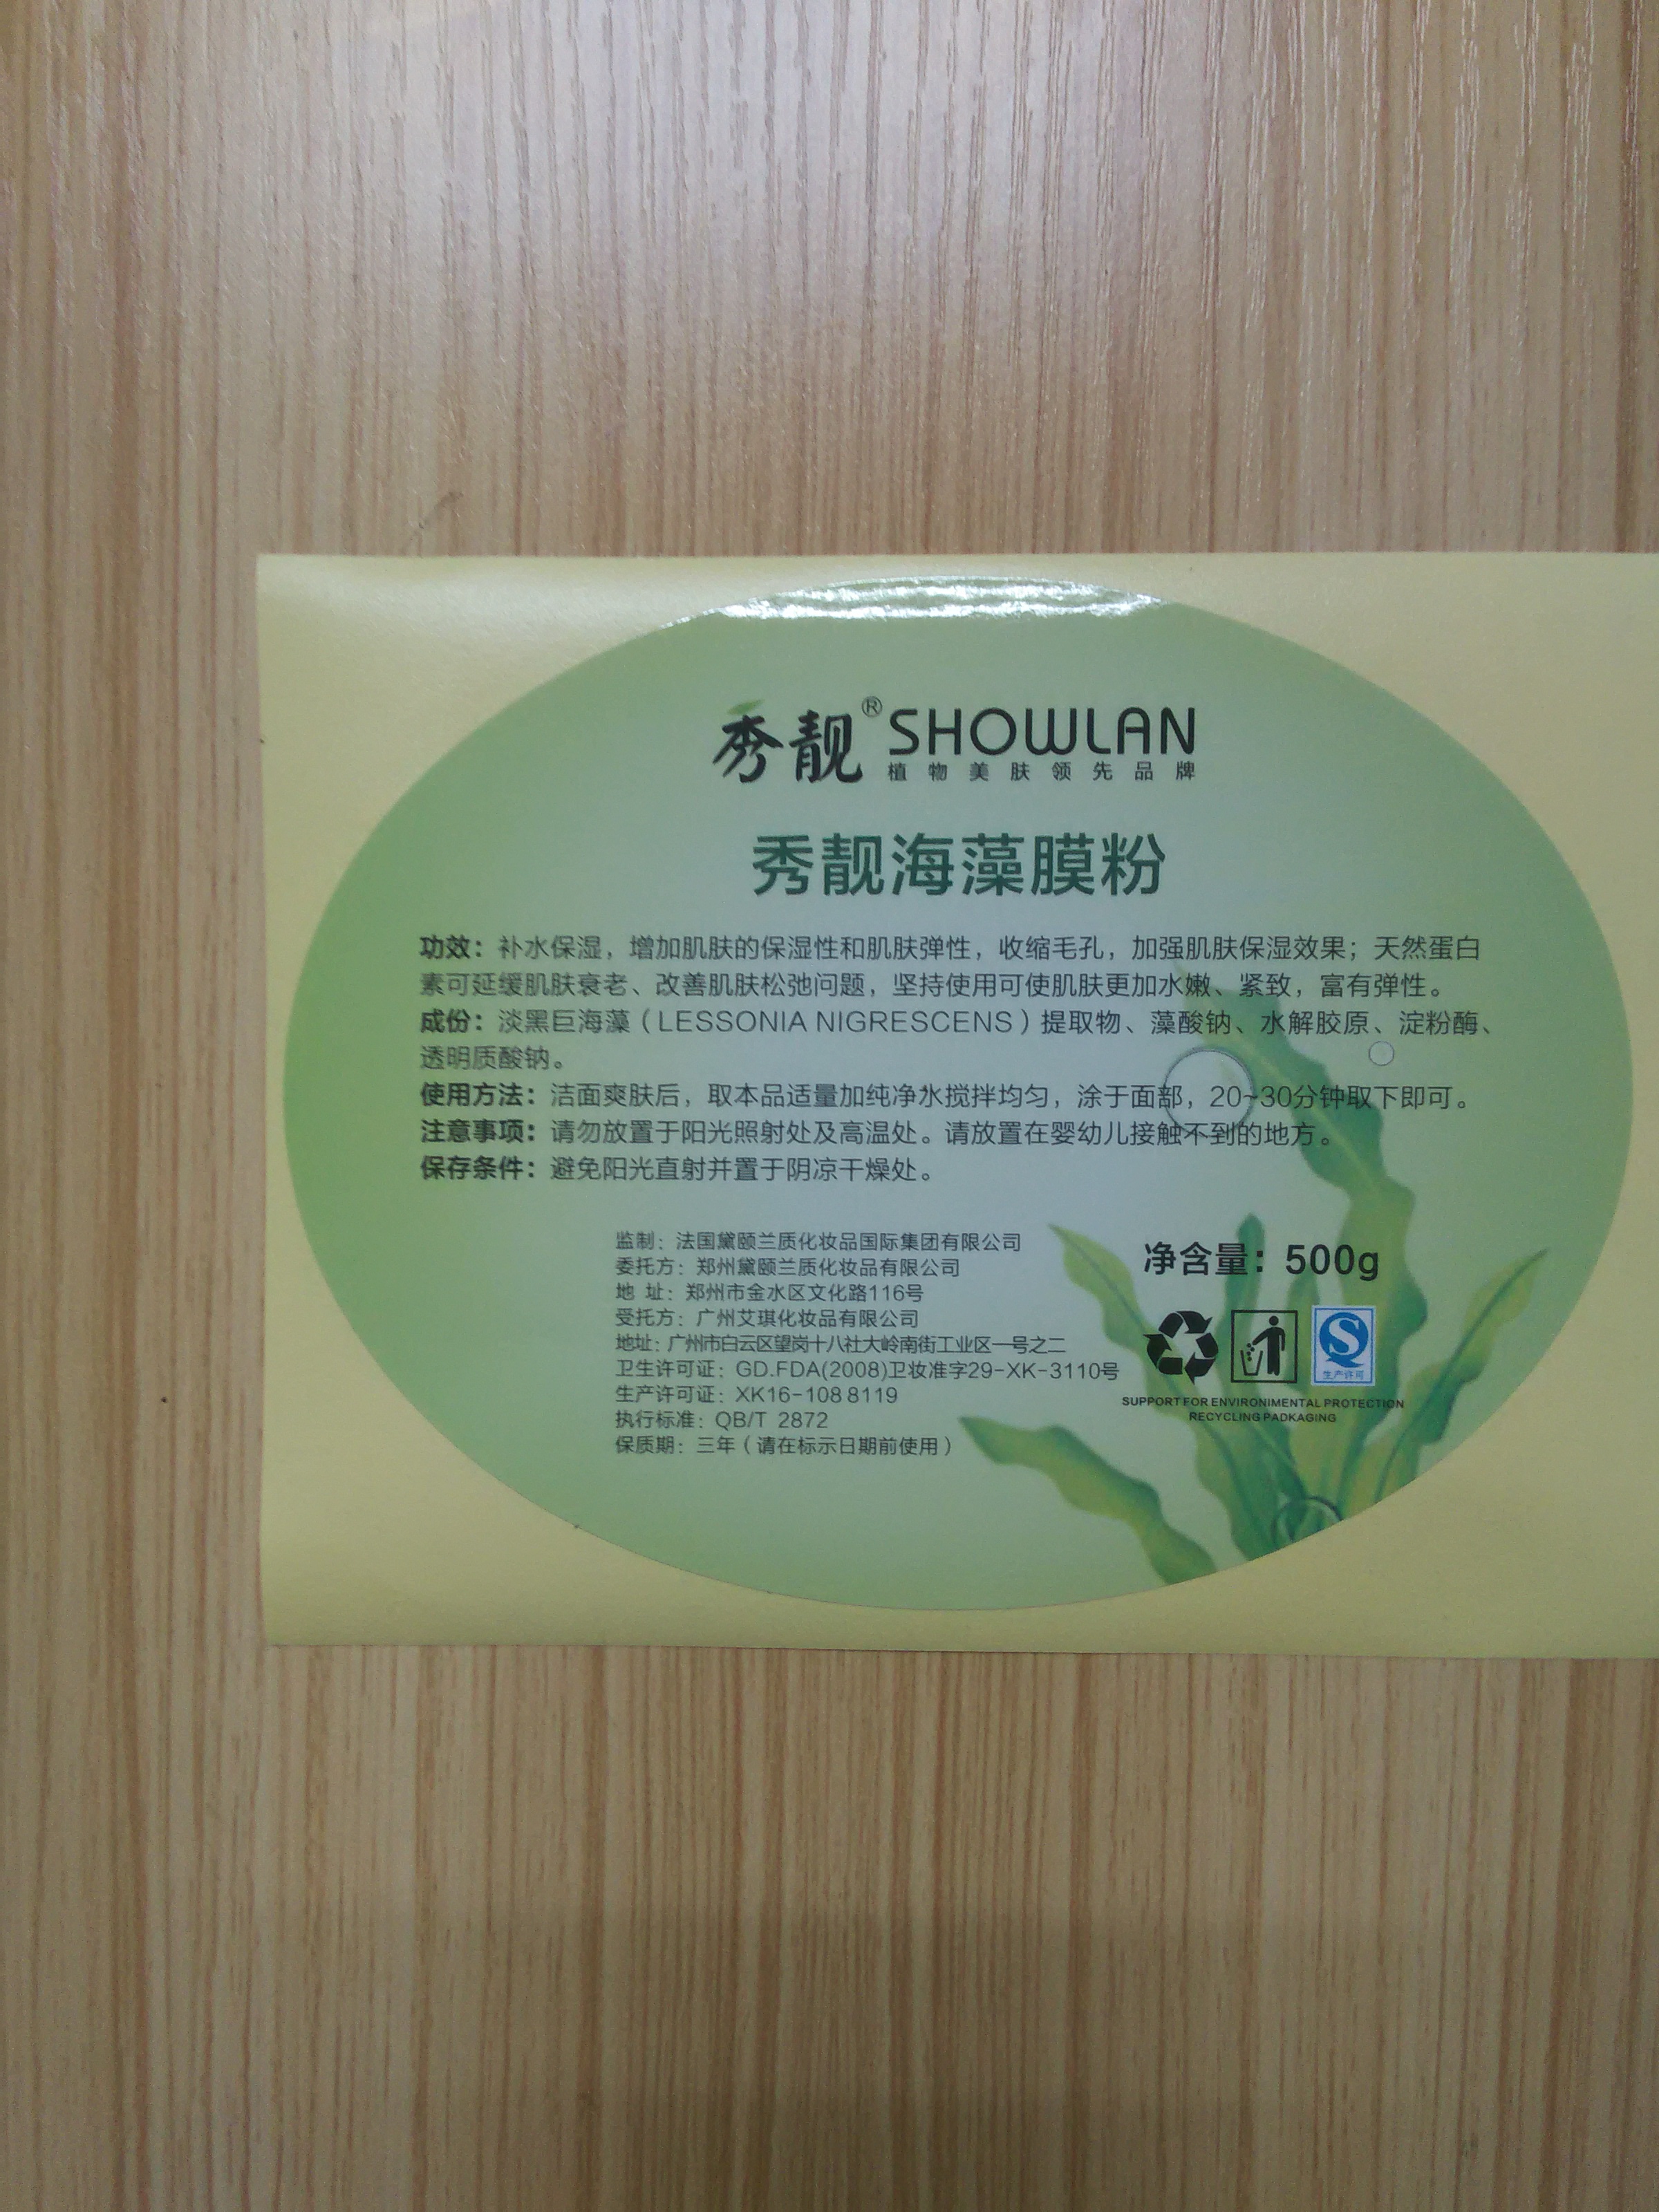 秀靓®SHOWLAN
植物美肤领先品牌
秀靓海藻膜粉
功效：补水保湿，增加肌肤的保湿性和肌肤弹性，收缩毛孔，加强肌肤保湿效果；天然蛋白
素可延缓肌肤衰老、改善肌肤松弛问题，坚持使用可使肌肤更加水嫩、紧致，富有弹性。
成份：淡黑巨海藻（LESSONIA NIGRESCENS）提取物、藻酸钠、水解胶原、淀粉酶、
透明质酸钠。
使用方法：洁面爽肤后，取本品适量加纯净水搅拌均匀，涂于面部，20~30分钟取下即可。
注意事项：请勿放置于阳光照射处及高温处。请放置在婴幼儿接触不到的地方。
保存条件：避免阳光直射并置于阴凉干燥处。
监制：法国黛颐兰质化妆品国际集团有限公司
委托方：郑州黛颐兰质化妆品有限公司
地 址：郑州市金水区文化路116号
受托方：广州艾琪化妆品有限公司
地址：广州市白云区望岗十八社大岭南街工业区一号之二
卫生许可证：GD.FDA(2008)卫妆准字29-XK-3110号
生产许可证：XK16-108 8119
执行标准：QB/T 2872
保质期：三年（请在标示日期前使用）
净含量：500g
生产许可
SUPPORT FOR ENVIRONIMENTAL PROTECTION
RECYCLING PADKAGING